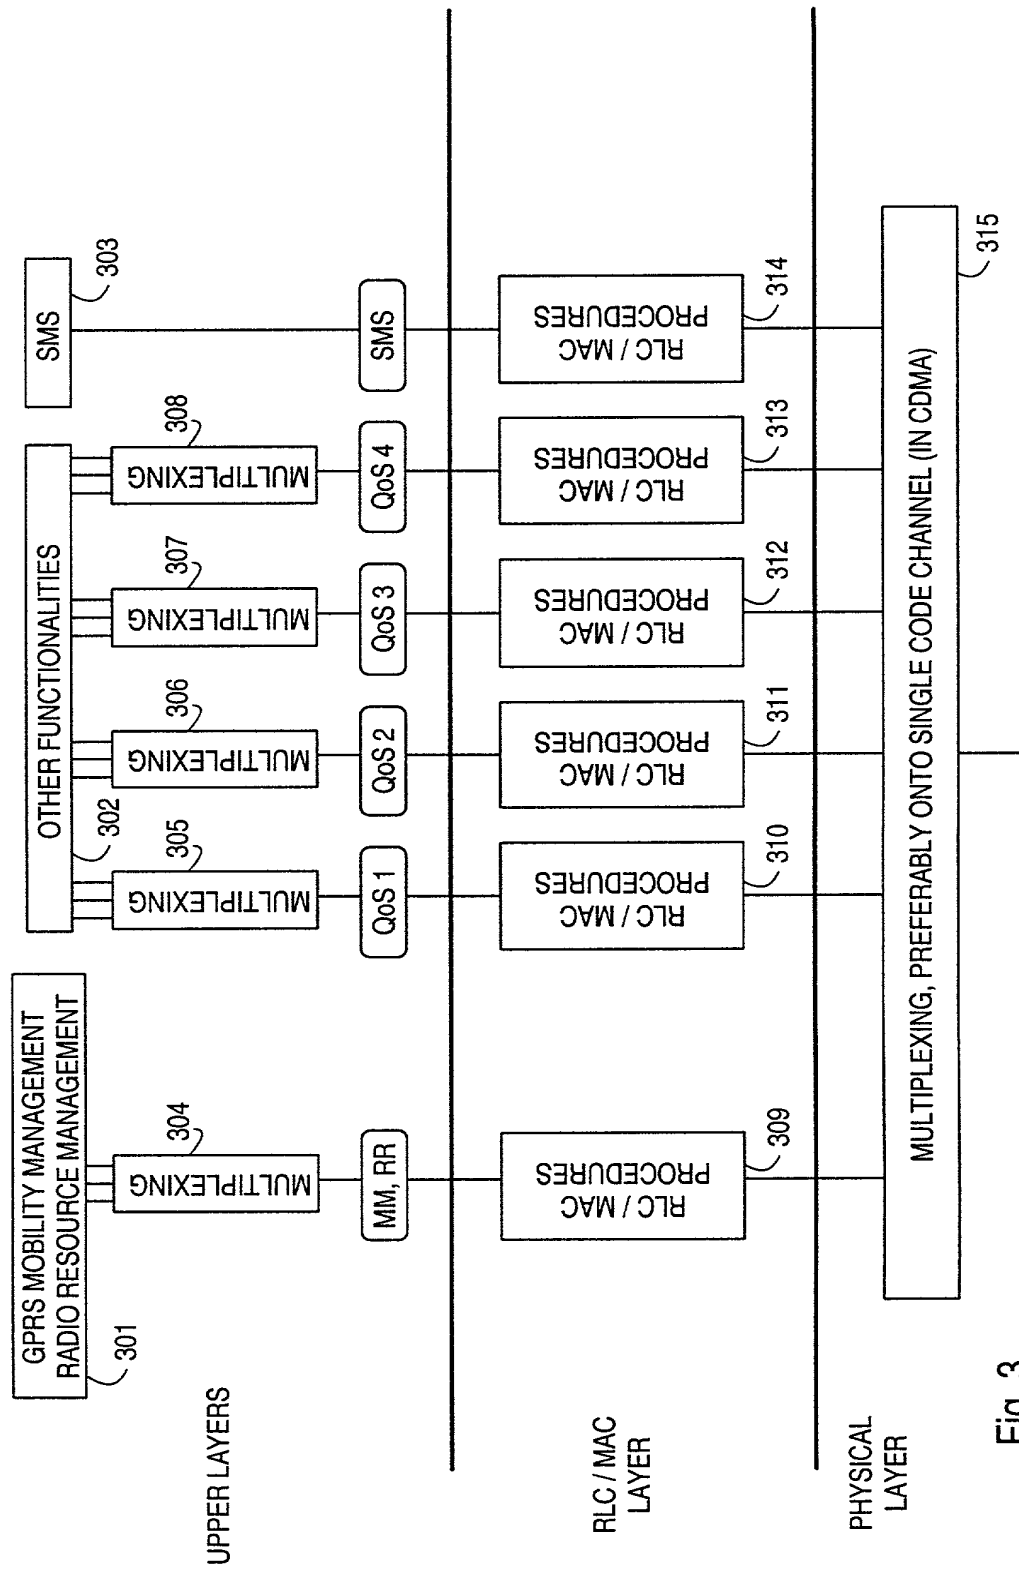 GPRS MOBILITY MANAGEMENT
RADIO RESOURCE MANAGEMENT
301
OTHER FUNCTIONALITIES
302
SMS
303
UPPER LAYERS
MULTIPLEXING
304
MULTIPLEXING
305
MULTIPLEXING
306
MULTIPLEXING
307
MULTIPLEXING
308
MM, RR
QoS 1
QoS 2
QoS 3
QoS 4
SMS
RLC / MAC
LAYER
RLC / MAC
PROCEDURES
309
RLC / MAC
PROCEDURES
310
RLC / MAC
PROCEDURES
311
RLC / MAC
PROCEDURES
312
RLC / MAC
PROCEDURES
313
RLC / MAC
PROCEDURES
314
PHYSICAL
LAYER
MULTIPLEXING, PREFERABLY ONTO SINGLE CODE CHANNEL (IN CDMA)
315
Fig. 3